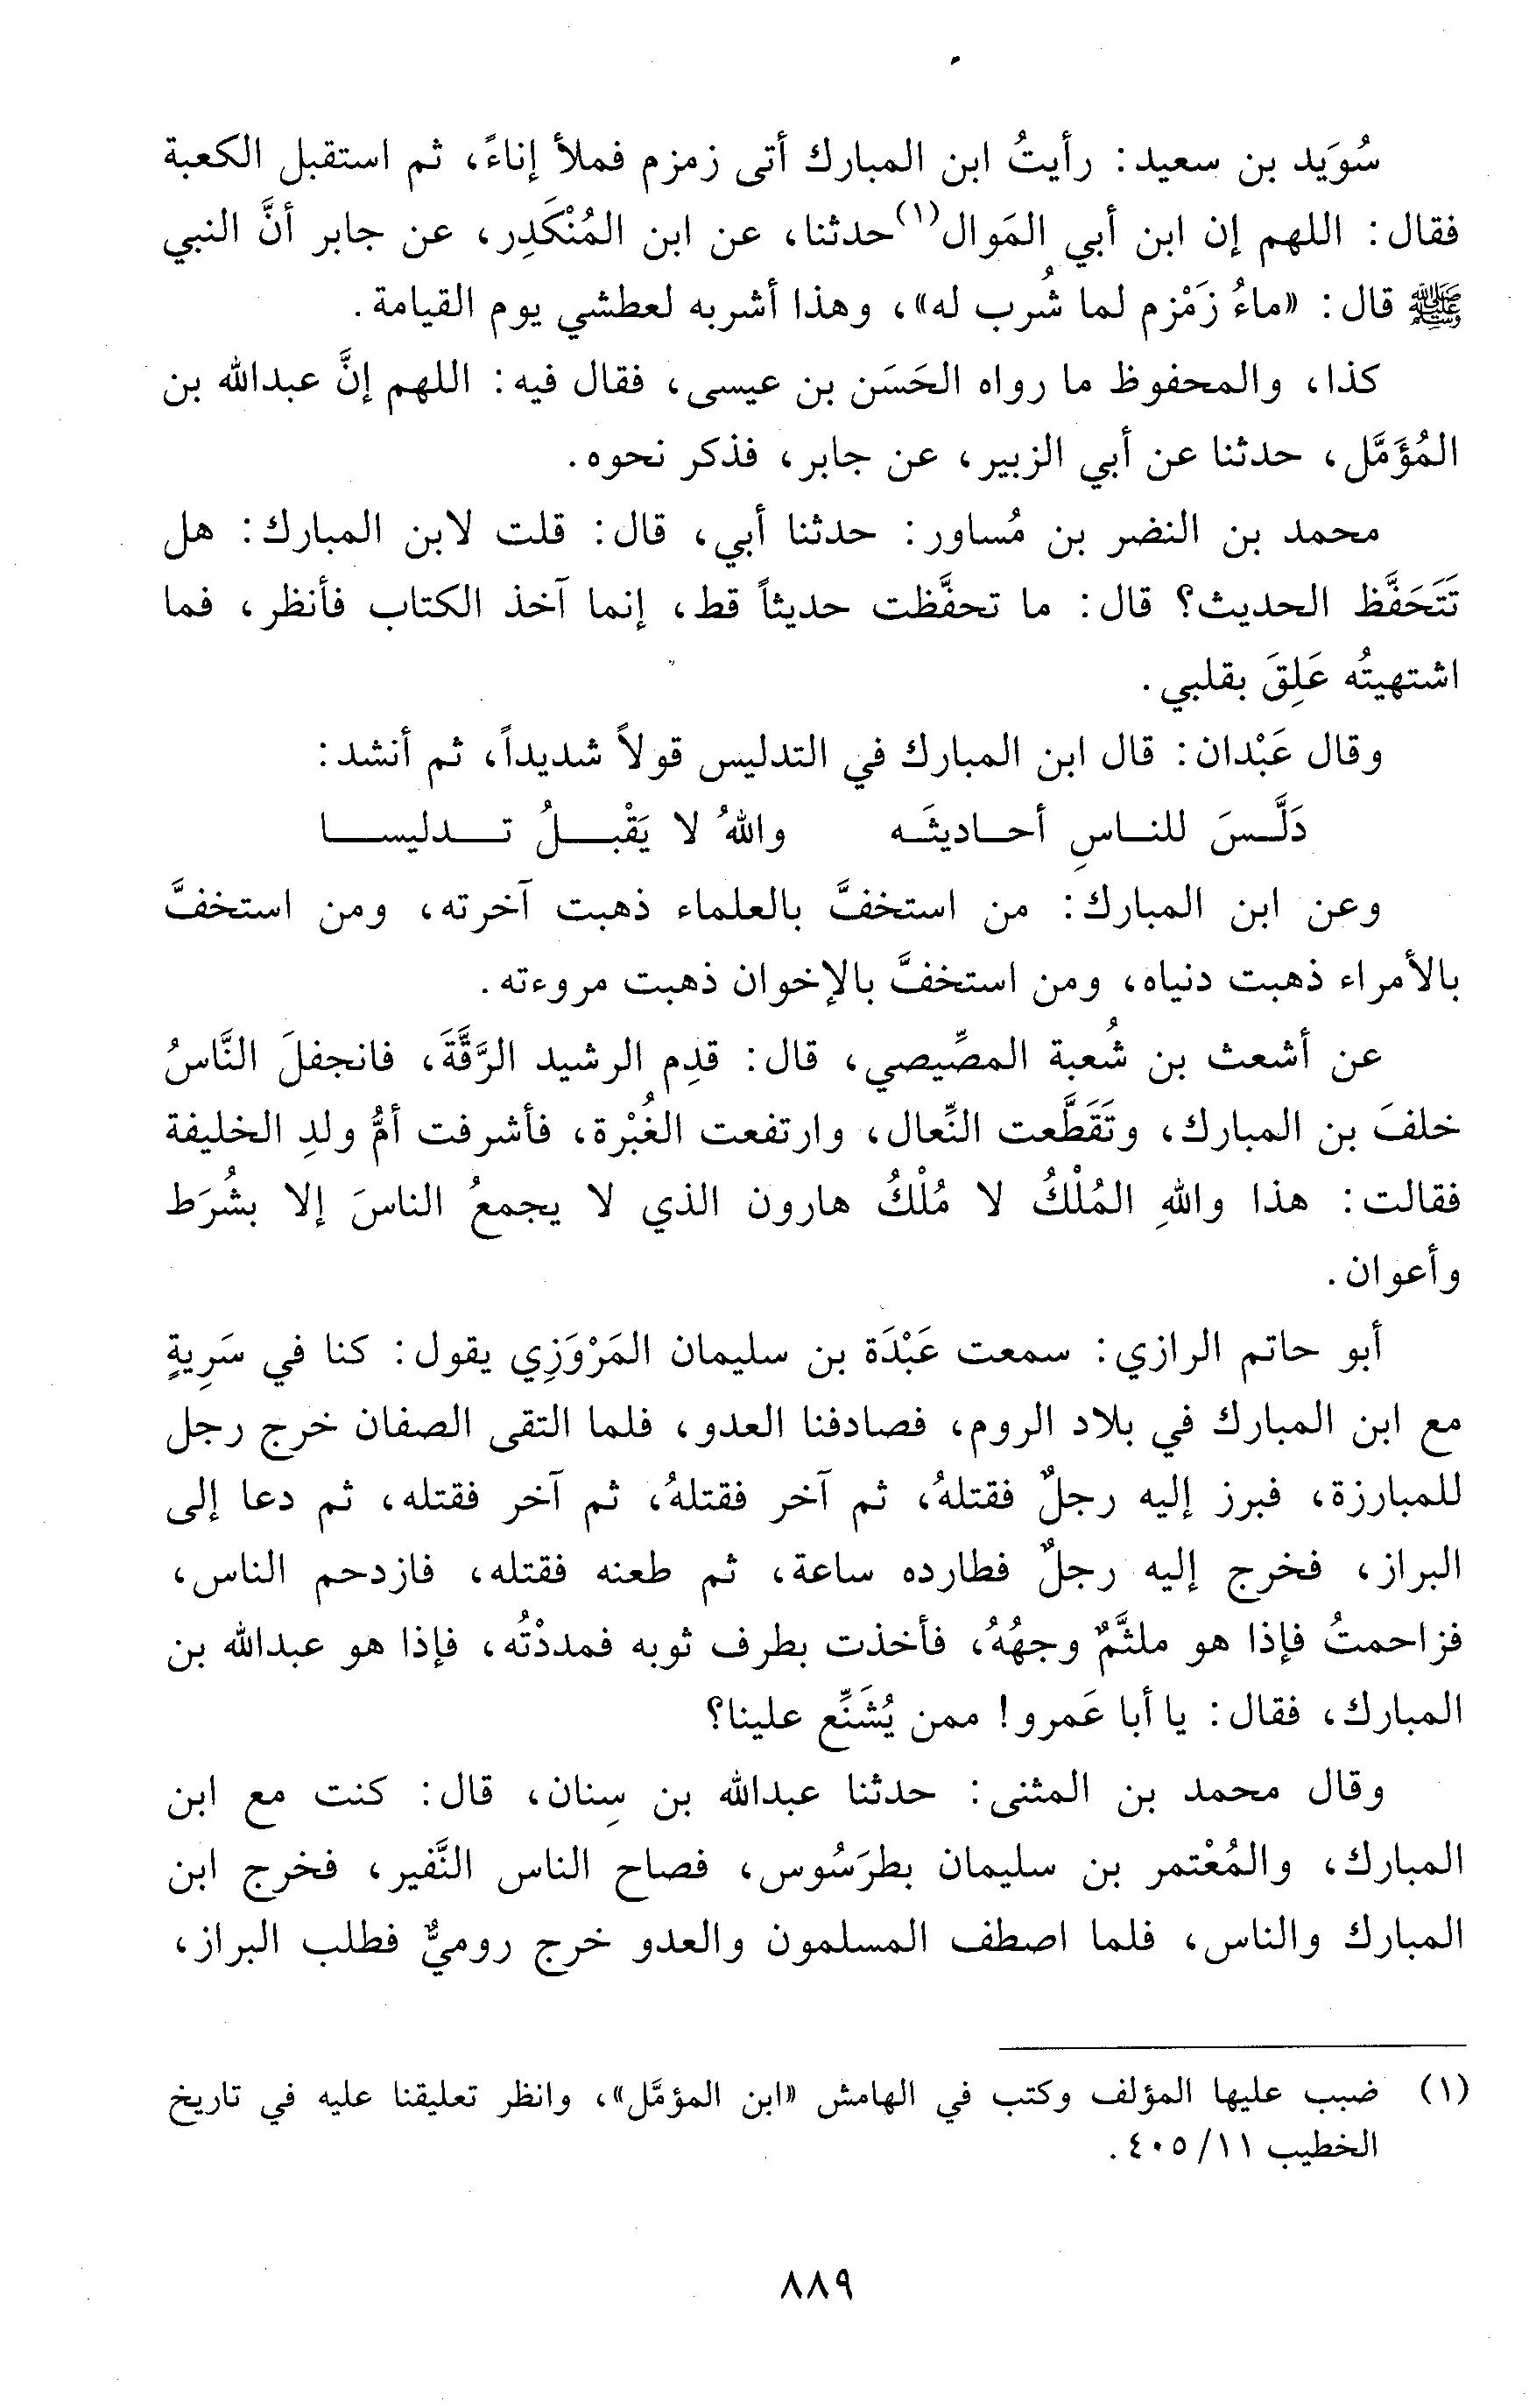 سُوَيد بن سعيد: رأيتُ ابن المبارك أتى زمزم فملأ إناءً، ثم استقبل الكعبة
فقال: اللهم إن ابن أبي المَوال(١) حدثنا، عن ابن المُنْكَدِر، عن جابر أنَّ النبي
ﷺ قال: «ماءُ زَمْزم لما شُرب له»، وهذا أشربه لعطشي يوم القيامة.
كذا، والمحفوظ ما رواه الحَسَن بن عيسى، فقال فيه: اللهم إنَّ عبدالله بن
المُؤَمَّل، حدثنا عن أبي الزبير، عن جابر، فذكر نحوه.
محمد بن النضر بن مُساور: حدثنا أبي، قال: قلت لابن المبارك: هل
تَتَحَفَّظ الحديث؟ قال: ما تحفَّظت حديثاً قط، إنما آخذ الكتاب فأنظر، فما
اشتهيتُه عَلِقَ بقلبي.
وقال عَبْدان: قال ابن المبارك في التدليس قولاً شديداً، ثم أنشد:
دَلَّسَ للناسِ أحاديثَه واللهُ لا يَقْبلُ تدليسا
وعن ابن المبارك: من استخفَّ بالعلماء ذهبت آخرته، ومن استخفَّ
بالأمراء ذهبت دنياه، ومن استخفَّ بالإخوان ذهبت مروءته.
عن أشعث بن شُعبة المصِّيصي، قال: قدِم الرشيد الرَّقَّةَ، فانجفلَ النَّاسُ
خلفَ بن المبارك، وتَقَطَّعت النِّعال، وارتفعت الغُبْرة، فأشرفت أمُّ ولدِ الخليفة
فقالت: هذا واللهِ المُلْكُ لا مُلْكُ هارون الذي لا يجمعُ الناسَ إلا بشُرَط
وأعوان.
أبو حاتم الرازي: سمعت عَبْدَة بن سليمان المَرْوَزِي يقول: كنا في سَرِيةٍ
مع ابن المبارك في بلاد الروم، فصادفنا العدو، فلما التقى الصفان خرج رجل
للمبارزة، فبرز إليه رجلٌ فقتلهُ، ثم آخر فقتلهُ، ثم آخر فقتله، ثم دعا إلى
البراز، فخرج إليه رجلٌ فطارده ساعة، ثم طعنه فقتله، فازدحم الناس،
فزاحمتُ فإذا هو ملثَّمٌ وجهُهُ، فأخذت بطرف ثوبه فمددْتُه، فإذا هو عبدالله بن
المبارك، فقال: يا أبا عَمرو! ممن يُشَنِّع علينا؟
وقال محمد بن المثنى: حدثنا عبدالله بن سِنان، قال: كنت مع ابن
المبارك، والمُعْتمر بن سليمان بطرَسُوس، فصاح الناس النَّفير، فخرج ابن
المبارك والناس، فلما اصطف المسلمون والعدو خرج روميٌّ فطلب البراز،
(١) ضبب عليها المؤلف وكتب في الهامش «ابن المؤمَّل»، وانظر تعليقنا عليه في تاريخ
الخطيب ١١/ ٤٠٥.
٨٨٩